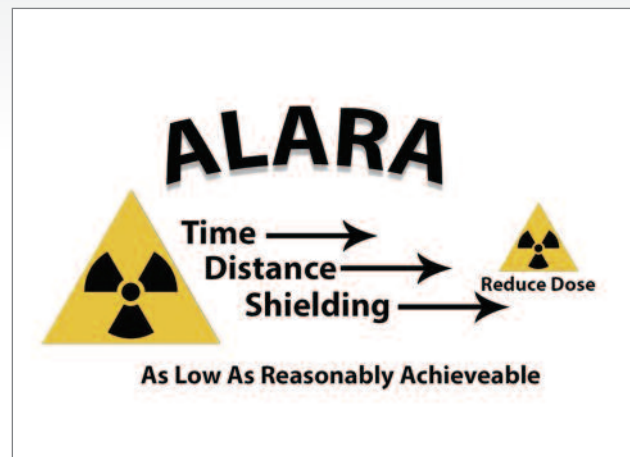 ALARA
Time
Distance
Shielding
Reduce Dose
As Low As Reasonably Achieveable